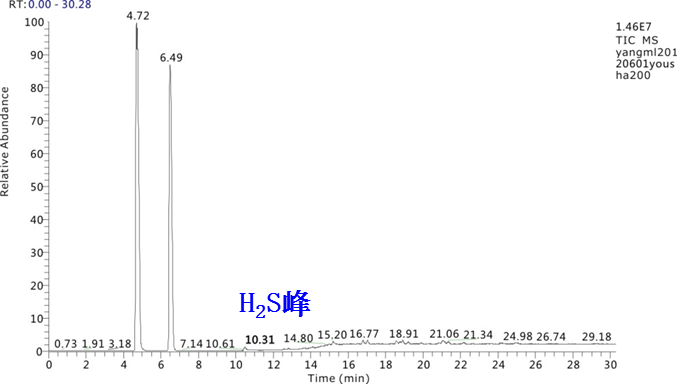 RT:0.00 - 30.28
4.72
6.49
1.46E7
TIC MS
yangml201
20601yous
ha200
100
90
80
70
60
50
40
30
20
10
0
Relative Abundance
H₂S峰
0.73 1.91 3.18 7.14 10.61 10.31 14.80 15.20 16.77 18.91 21.06 21.34 24.98 26.74 29.18
0 2 4 6 8 10 12 14 16 18 20 22 24 26 28 30
Time (min)